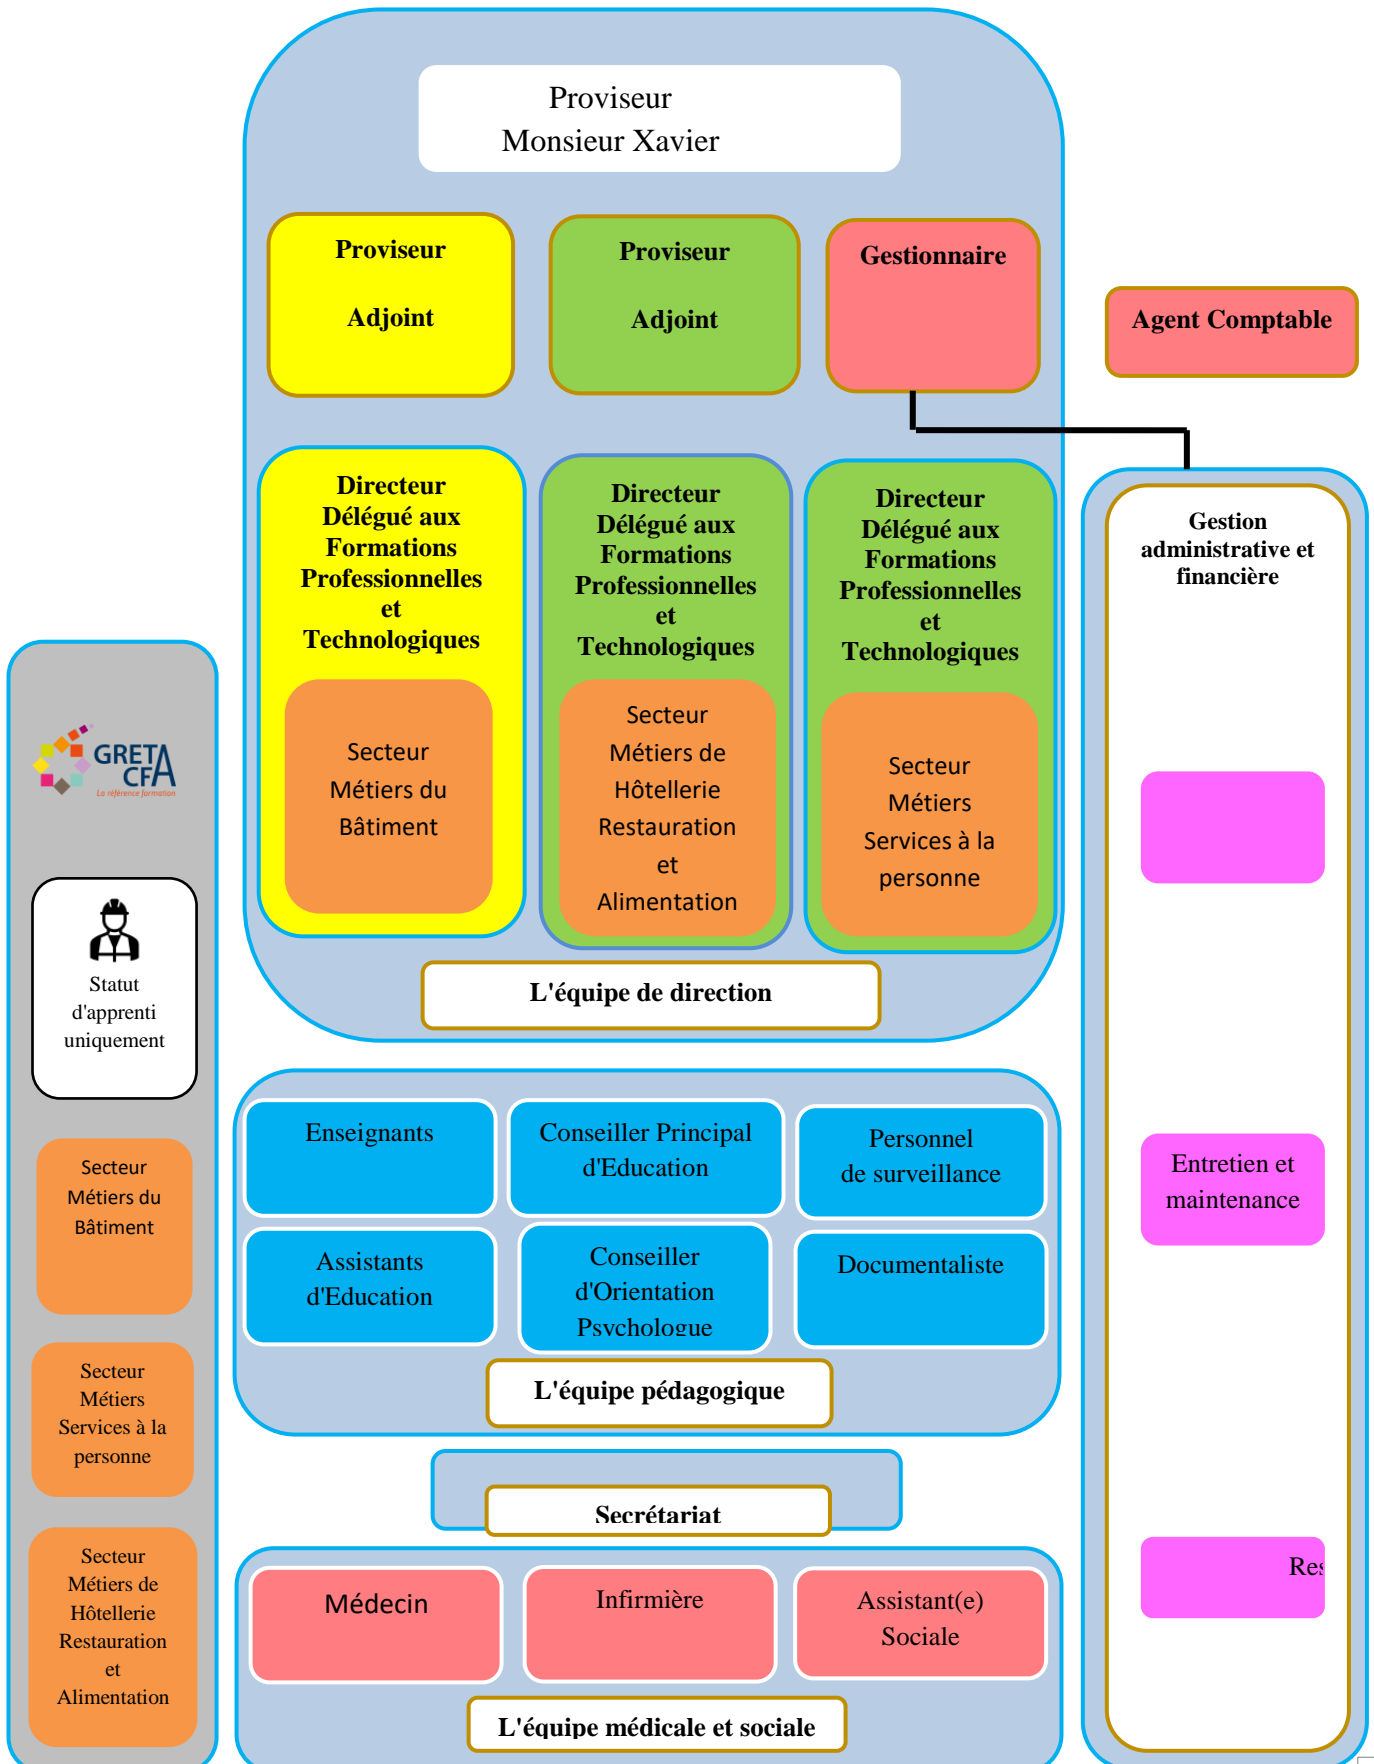 Proviseur
Monsieur Xavier
Proviseur
Adjoint
Proviseur
Adjoint
Gestionnaire
Agent Comptable
Directeur
Délégué aux
Formations
Professionnelles
et
Technologiques
Secteur
Métiers du
Bâtiment
Directeur
Délégué aux
Formations
Professionnelles
et
Technologiques
Secteur
Métiers de
Hôtellerie
Restauration
et
Alimentation
Directeur
Délégué aux
Formations
Professionnelles
et
Technologiques
Secteur
Métiers
Services à la
personne
L'équipe de direction
Gestion
administrative et
financière
Entretien et
maintenance
Res
GRETA
CFA
La référence formation
Statut
d'apprenti
uniquement
Secteur
Métiers du
Bâtiment
Secteur
Métiers
Services à la
personne
Secteur
Métiers de
Hôtellerie
Restauration
et
Alimentation
Enseignants
Conseiller Principal
d'Education
Personnel
de surveillance
Assistants
d'Education
Conseiller
d'Orientation
Psychologue
Documentaliste
L'équipe pédagogique
Secrétariat
Médecin
Infirmière
Assistant(e)
Sociale
L'équipe médicale et sociale